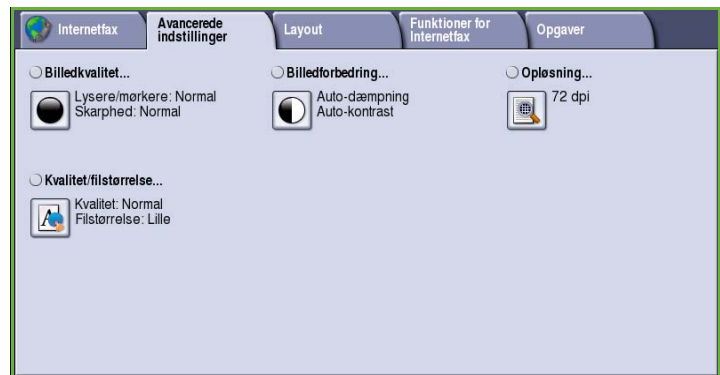 Internetfax
Avancerede
indstillinger
Layout
Funktioner for
Internetfax
Opgaver
Billedkvalitet...
Lysere/mørkere: Normal
Skarphed: Normal
Billedforbedring...
Auto-dæmpning
Auto-kontrast
Opløsning...
72 dpi
Kvalitet/filstørrelse...
Kvalitet: Normal
Filstørrelse: Lille